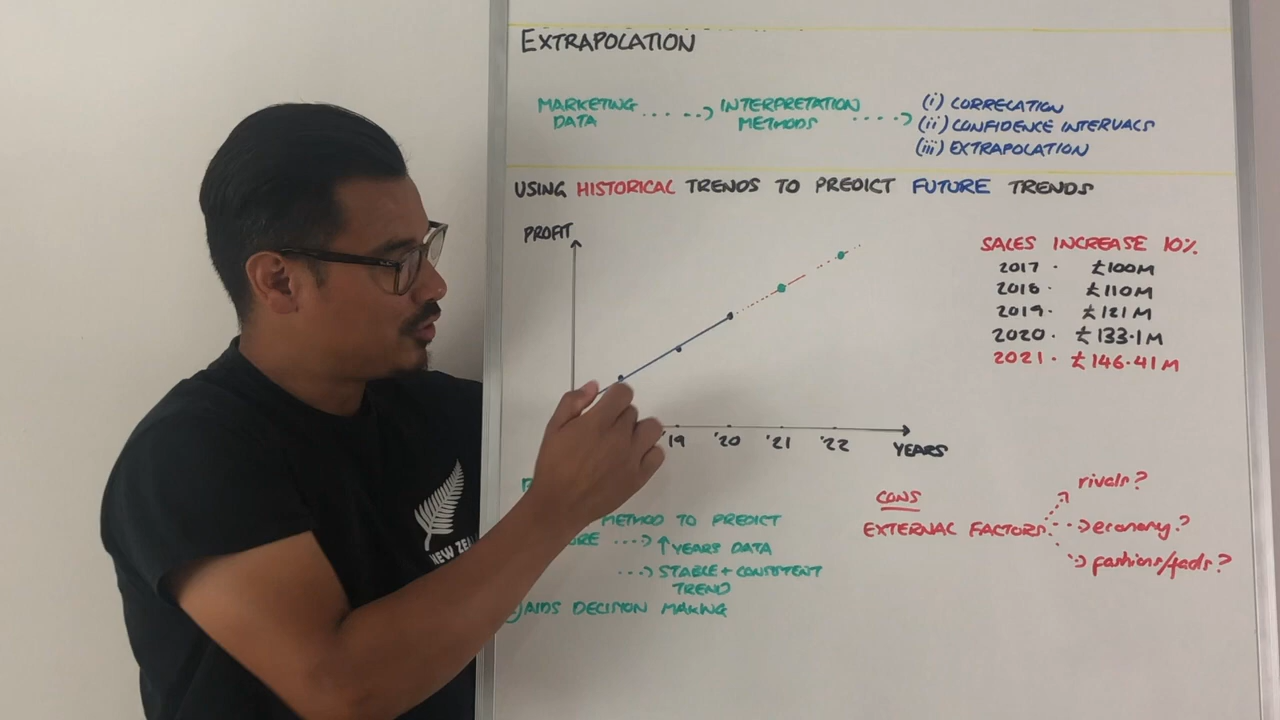 EXTRAPOLATION
MARKETING DATA ....> INTERPRETATION METHODS ....> (i) CORRELATION
(ii) CONFIDENCE INTERVALS
(iii) EXTRAPOLATION
USING HISTORICAL TRENDS TO PREDICT FUTURE TRENDS
PROFIT
'19 '20 '21 '22
YEARS
SALES INCREASE 10%
2017 · £100M
2018 · £110M
2019 · £121M
2020 · £133.1M
2021 · £146.41M
METHOD TO PREDICT
...> ↑ YEARS DATA
...> STABLE + CONSISTENT
TREND
AIDS DECISION MAKING
CONS
EXTERNAL FACTORS
rivals?
economy?
fashions/fads?
NEW